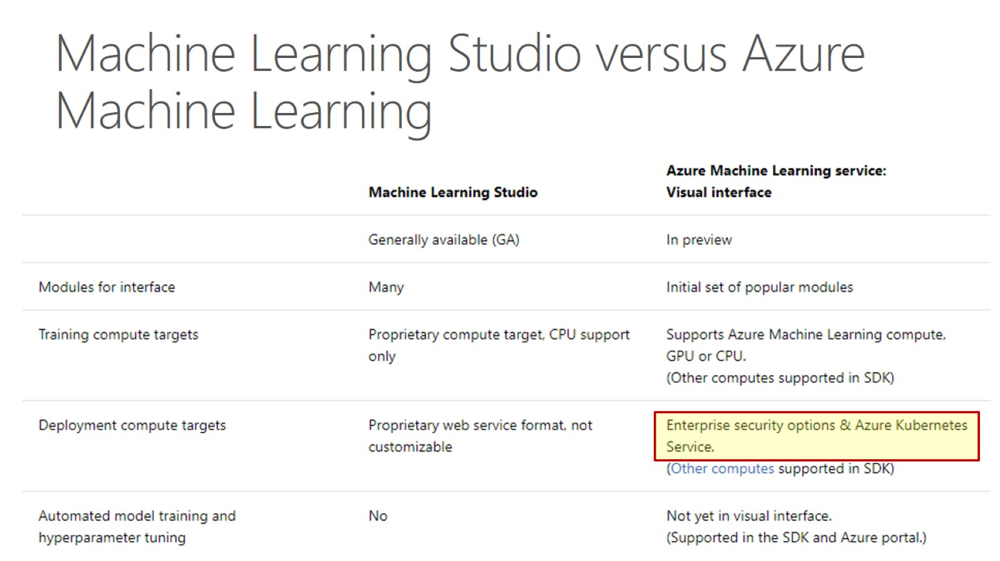 Machine Learning Studio versus Azure
Machine Learning
Machine Learning Studio
Azure Machine Learning service:
Visual interface
Generally available (GA)
In preview
Modules for interface
Many
Initial set of popular modules
Training compute targets
Proprietary compute target, CPU support
only
Supports Azure Machine Learning compute,
GPU or CPU.
(Other computes supported in SDK)
Deployment compute targets
Proprietary web service format, not
customizable
Enterprise security options & Azure Kubernetes
Service.
(Other computes supported in SDK)
Automated model training and
hyperparameter tuning
No
Not yet in visual interface.
(Supported in the SDK and Azure portal.)